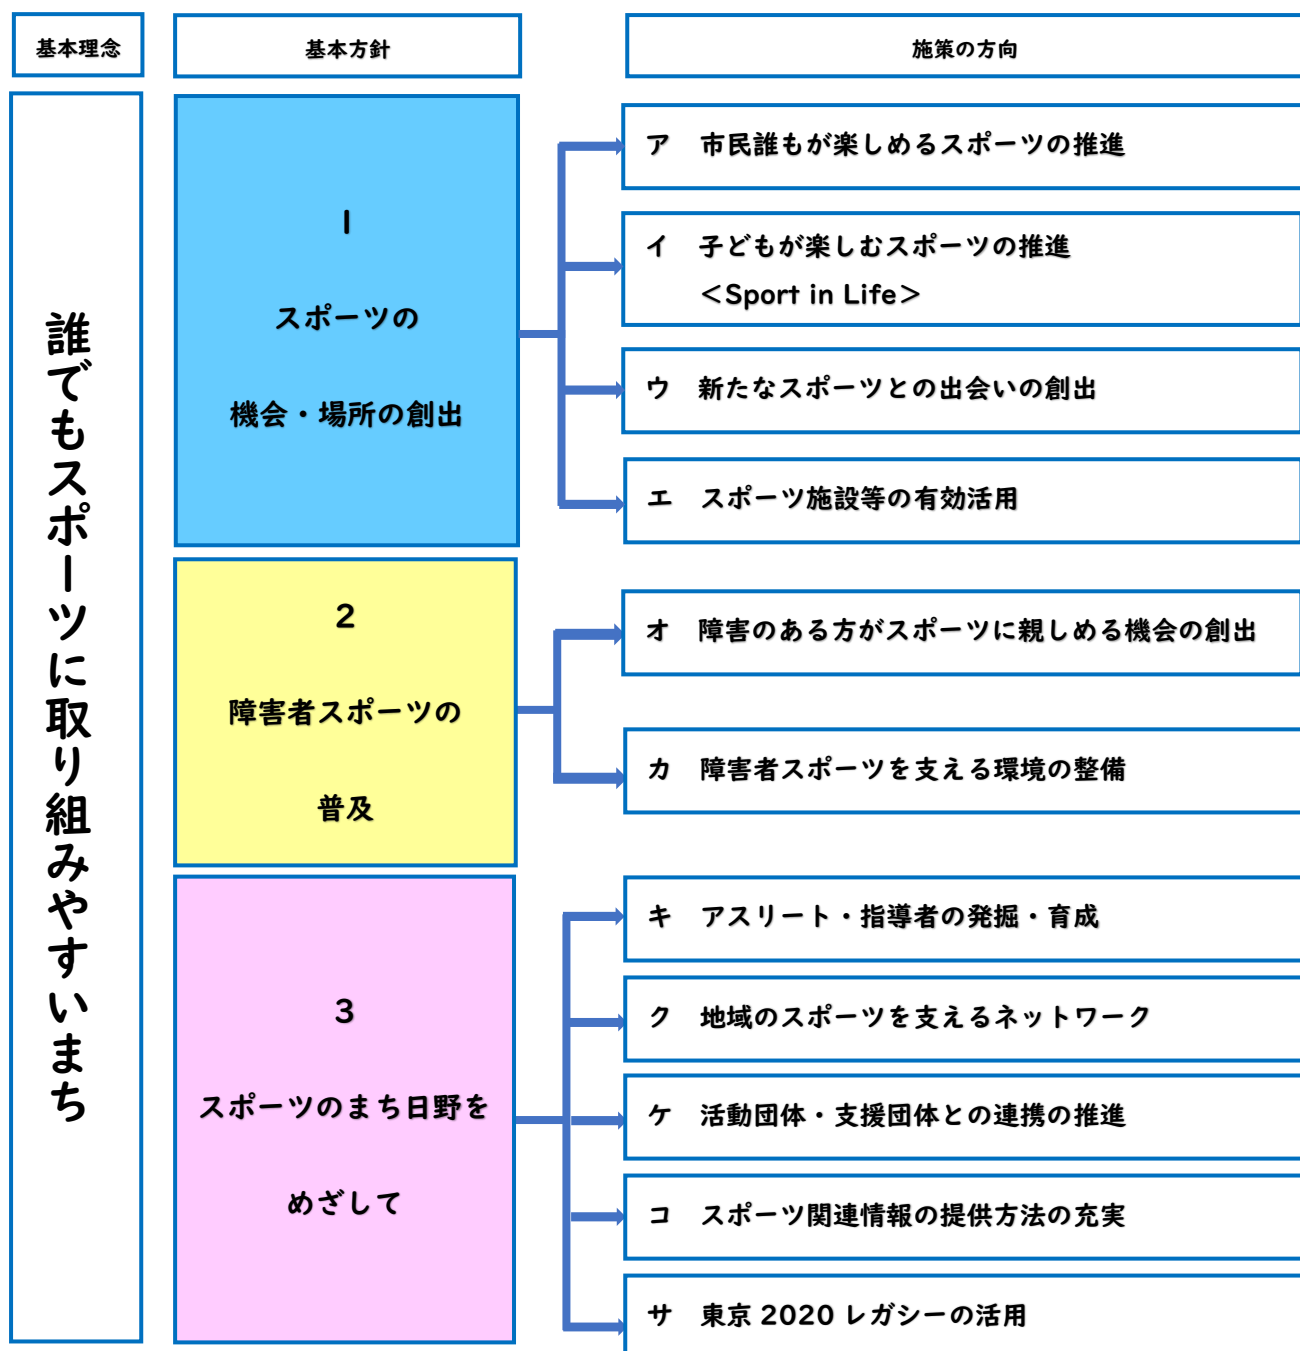 基本理念
基本方針
施策の方向
誰でもスポーツに取り組みやすいまち
1
スポーツの
機会・場所の創出
ア 市民誰もが楽しめるスポーツの推進
イ 子どもが楽しむスポーツの推進
＜Sport in Life＞
ウ 新たなスポーツとの出会いの創出
エ スポーツ施設等の有効活用
2
障害者スポーツの
普及
オ 障害のある方がスポーツに親しめる機会の創出
カ 障害者スポーツを支える環境の整備
3
スポーツのまち日野を
めざして
キ アスリート・指導者の発掘・育成
ク 地域のスポーツを支えるネットワーク
ケ 活動団体・支援団体との連携の推進
コ スポーツ関連情報の提供方法の充実
サ 東京 2020 レガシーの活用